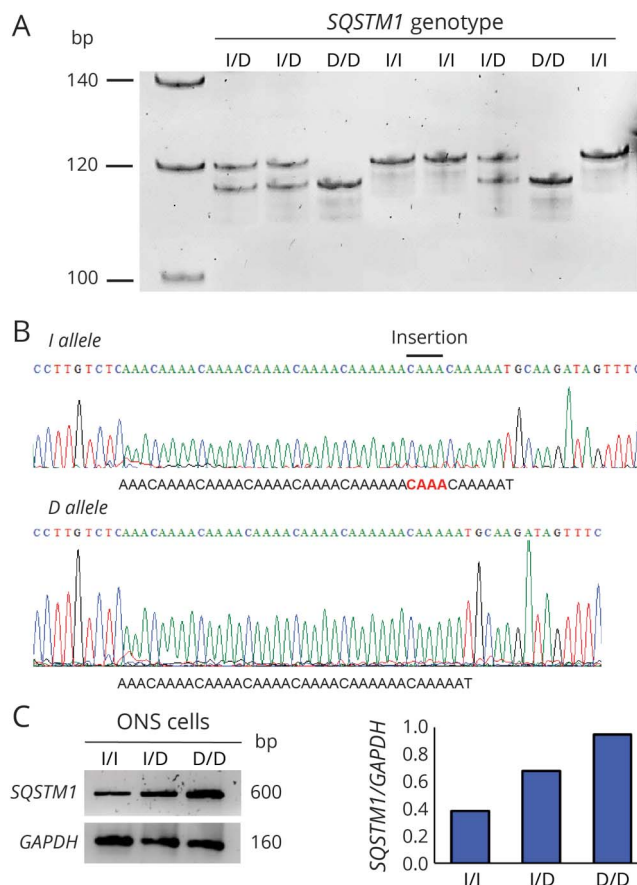 A
SQSTM1 genotype
bp
I/D I/D D/D I/I I/I I/D D/D I/I
140
120
100
B
I allele
Insertion
CCTTGTCTCAAACAAAACAAAACAAAACAAAACAAAAAACAAACAAAAATGCAAGATAGTTTC
AAACAAAACAAAACAAAACAAAACAAAAAACAAACAAAAAT
D allele
CCTTGTCTCAAACAAAACAAAACAAAACAAAACAAAAAACAAAAATGCAAGATAGTTTC
AAACAAAACAAAACAAAACAAAACAAAAAACAAAAAT
C
ONS cells
bp
I/I I/D D/D
SQSTM1
600
GAPDH
160
SQSTM1/GAPDH
1.0
0.8
0.6
0.4
0.2
0.0
I/I I/D D/D